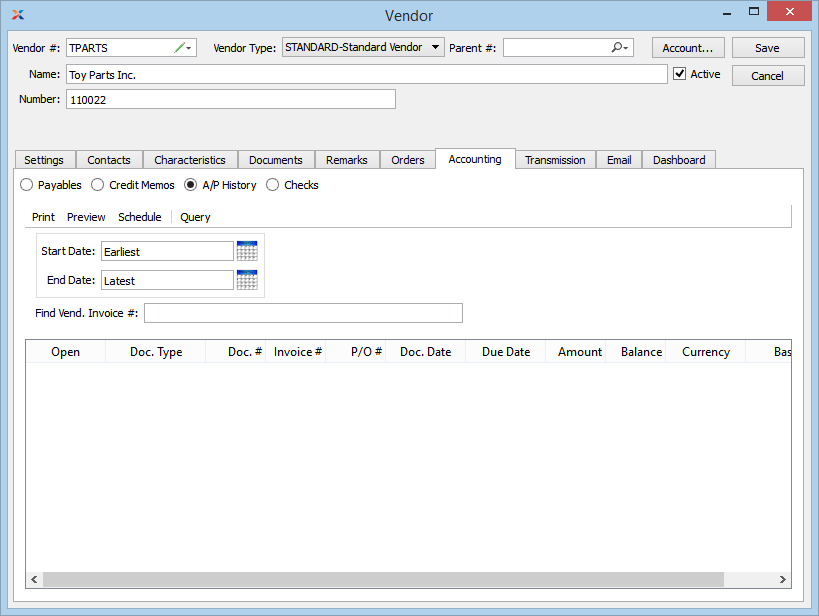 Vendor
Vendor #: TPARTS Vendor Type: STANDARD-Standard Vendor Parent #: Account... Save
Name: Toy Parts Inc. Active Cancel
Number: 110022
Settings Contacts Characteristics Documents Remarks Orders Accounting Transmission Email Dashboard
Payables Credit Memos A/P History Checks
Print Preview Schedule Query
Start Date: Earliest
End Date: Latest
Find Vend. Invoice #:
Open Doc. Type Doc. # Invoice # P/O # Doc. Date Due Date Amount Balance Currency Bas